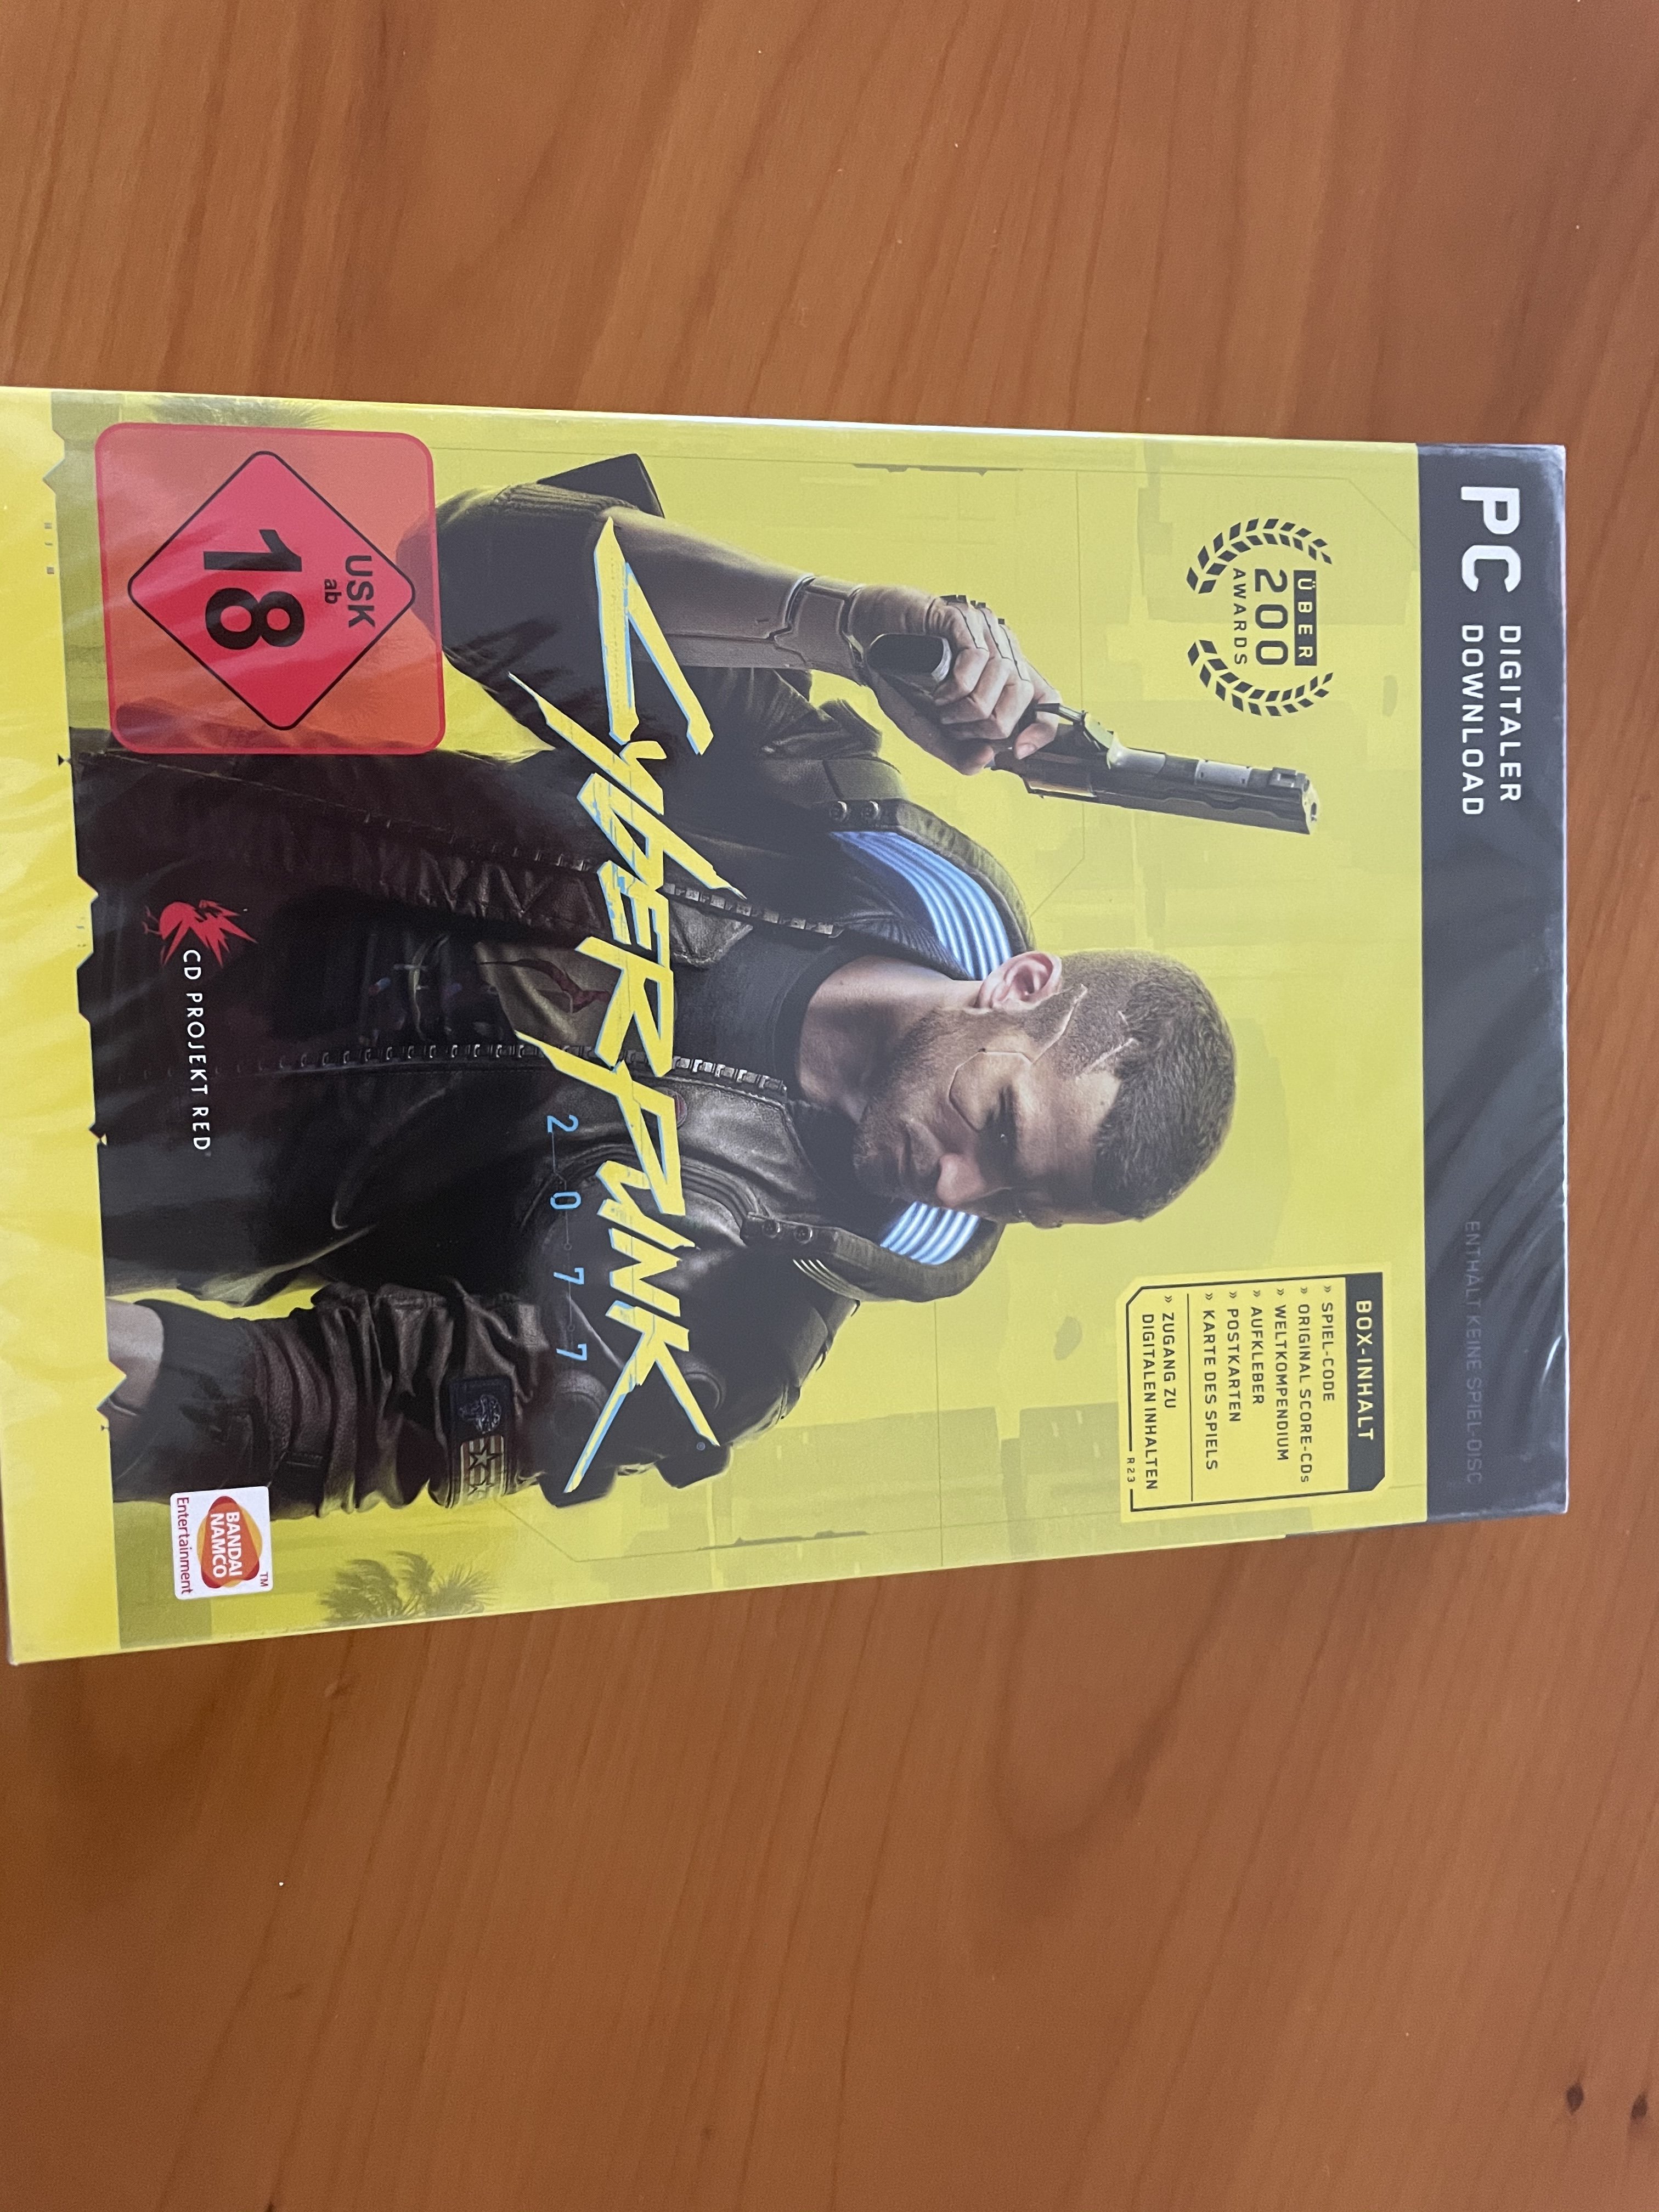 PC
DIGITALER
DOWNLOAD
ENTHÄLT KEINE SPIEL-DISC
ÜBER
200
AWARDS
BOX-INHALT
» SPIEL-CODE
» ORIGINAL SCORE-CDs
» WELTKOMPENDIUM
» AUFKLEBER
» POSTKARTEN
» KARTE DES SPIELS
» ZUGANG ZU
DIGITALEN INHALTEN
R23
CYBERPUNK®
2077
USK
ab
18
CD PROJEKT RED®
BANDAI
NAMCO
Entertainment
TM